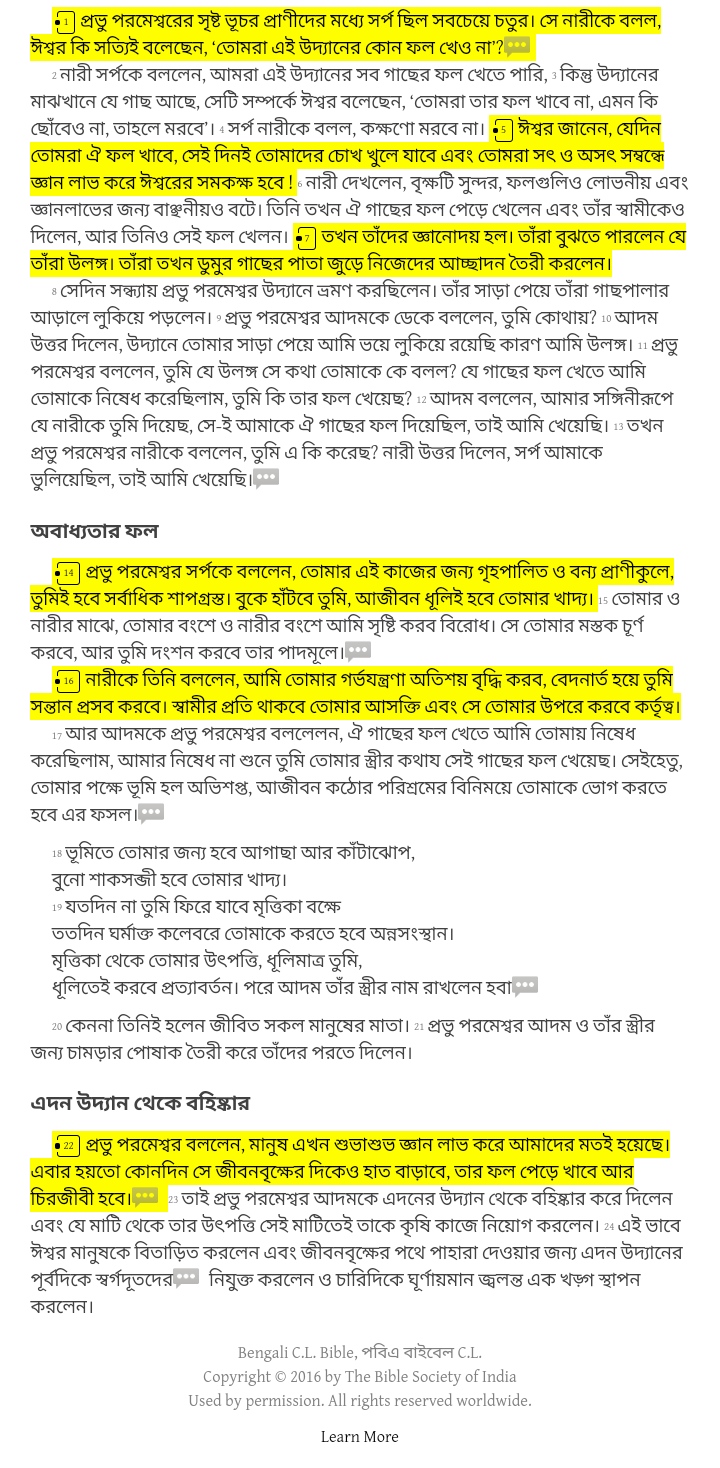 1 প্রভু পরমেশ্বরের সৃষ্ট ভূচর প্রাণীদের মধ্যে সর্প ছিল সবচেয়ে চতুর। সে নারীকে বলল,
ঈশ্বর কি সত্যিই বলেছেন, ‘তোমরা এই উদ্যানের কোন ফল খেও না’?
2 নারী সর্পকে বললেন, আমরা এই উদ্যানের সব গাছের ফল খেতে পারি, 3 কিন্তু উদ্যানের
মাঝখানে যে গাছ আছে, সেটি সম্পর্কে ঈশ্বর বলেছেন, ‘তোমরা তার ফল খাবে না, এমন কি
ছোঁবেও না, তাহলে মরবে’। 4 সর্প নারীকে বলল, কক্ষণো মরবে না। 5 ঈশ্বর জানেন, যেদিন
তোমরা ঐ ফল খাবে, সেই দিনই তোমাদের চোখ খুলে যাবে এবং তোমরা সৎ ও অসৎ সম্বন্ধে
জ্ঞান লাভ করে ঈশ্বরের সমকক্ষ হবে ! 6 নারী দেখলেন, বৃক্ষটি সুন্দর, ফলগুলিও লোভনীয় এবং
জ্ঞানলাভের জন্য বাঞ্ছনীয়ও বটে। তিনি তখন ঐ গাছের ফল পেড়ে খেলেন এবং তাঁর স্বামীকেও
দিলেন, আর তিনিও সেই ফল খেলন। 7 তখন তাঁদের জ্ঞানোদয় হল। তাঁরা বুঝতে পারলেন যে
তাঁরা উলঙ্গ। তাঁরা তখন ডুমুর গাছের পাতা জুড়ে নিজেদের আচ্ছাদন তৈরী করলেন।
8 সেদিন সন্ধ্যায় প্রভু পরমেশ্বর উদ্যানে ভ্রমণ করছিলেন। তাঁর সাড়া পেয়ে তাঁরা গাছপালার
আড়ালে লুকিয়ে পড়লেন। 9 প্রভু পরমেশ্বর আদমকে ডেকে বললেন, তুমি কোথায়? 10 আদম
উত্তর দিলেন, উদ্যানে তোমার সাড়া পেয়ে আমি ভয়ে লুকিয়ে রয়েছি কারণ আমি উলঙ্গ। 11 প্রভু
পরমেশ্বর বললেন, তুমি যে উলঙ্গ সে কথা তোমাকে কে বলল? যে গাছের ফল খেতে আমি
তোমাকে নিষেধ করেছিলাম, তুমি কি তার ফল খেয়েছ? 12 আদম বললেন, আমার সঙ্গিনীরূপে
যে নারীকে তুমি দিয়েছ, সে-ই আমাকে ঐ গাছের ফল দিয়েছিল, তাই আমি খেয়েছি। 13 তখন
প্রভু পরমেশ্বর নারীকে বললেন, তুমি এ কি করেছ? নারী উত্তর দিলেন, সর্প আমাকে
ভুলিয়েছিল, তাই আমি খেয়েছি।
অবাধ্যতার ফল
14 প্রভু পরমেশ্বর সর্পকে বললেন, তোমার এই কাজের জন্য গৃহপালিত ও বন্য প্রাণীকুলে,
তুমিই হবে সর্বাধিক শাপগ্রস্ত। বুকে হাঁটবে তুমি, আজীবন ধূলিই হবে তোমার খাদ্য। 15 তোমার ও
নারীর মাঝে, তোমার বংশে ও নারীর বংশে আমি সৃষ্টি করব বিরোধ। সে তোমার মস্তক চূর্ণ
করবে, আর তুমি দংশন করবে তার পাদমূলে।
16 নারীকে তিনি বললেন, আমি তোমার গর্ভযন্ত্রণা অতিশয় বৃদ্ধি করব, বেদনার্ত হয়ে তুমি
সন্তান প্রসব করবে। স্বামীর প্রতি থাকবে তোমার আসক্তি এবং সে তোমার উপরে করবে কর্তৃত্ব।
17 আর আদমকে প্রভু পরমেশ্বর বললেলন, ঐ গাছের ফল খেতে আমি তোমায় নিষেধ
করেছিলাম, আমার নিষেধ না শুনে তুমি তোমার স্ত্রীর কথায সেই গাছের ফল খেয়েছ। সেইহেতু,
তোমার পক্ষে ভূমি হল অভিশপ্ত, আজীবন কঠোর পরিশ্রমের বিনিময়ে তোমাকে ভোগ করতে
হবে এর ফসল।
18 ভূমিতে তোমার জন্য হবে আগাছা আর কাঁটাঝোপ,
বুনো শাকসব্জী হবে তোমার খাদ্য।
19 যতদিন না তুমি ফিরে যাবে মৃত্তিকা বক্ষে
ততদিন ঘর্মাক্ত কলেবরে তোমাকে করতে হবে অন্নসংস্থান।
মৃত্তিকা থেকে তোমার উৎপত্তি, ধূলিমাত্র তুমি,
ধূলিতেই করবে প্রত্যাবর্তন। পরে আদম তাঁর স্ত্রীর নাম রাখলেন হবা
20 কেননা তিনিই হলেন জীবিত সকল মানুষের মাতা। 21 প্রভু পরমেশ্বর আদম ও তাঁর স্ত্রীর
জন্য চামড়ার পোষাক তৈরী করে তাঁদের পরতে দিলেন।
এদন উদ্যান থেকে বহিষ্কার
22 প্রভু পরমেশ্বর বললেন, মানুষ এখন শুভাশুভ জ্ঞান লাভ করে আমাদের মতই হয়েছে।
এবার হয়তো কোনদিন সে জীবনবৃক্ষের দিকেও হাত বাড়াবে, তার ফল পেড়ে খাবে আর
চিরজীবী হবে। 23 তাই প্রভু পরমেশ্বর আদমকে এদনের উদ্যান থেকে বহিষ্কার করে দিলেন
এবং যে মাটি থেকে তার উৎপত্তি সেই মাটিতেই তাকে কৃষি কাজে নিয়োগ করলেন। 24 এই ভাবে
ঈশ্বর মানুষকে বিতাড়িত করলেন এবং জীবনবৃক্ষের পথে পাহারা দেওয়ার জন্য এদন উদ্যানের
পূর্বদিকে স্বর্গদূতদের নিযুক্ত করলেন ও চারিদিকে ঘূর্ণায়মান জ্বলন্ত এক খড়্গ স্থাপন
করলেন।
Bengali C.L. Bible, পবিএ বাইবেল C.L.
Copyright © 2016 by The Bible Society of India
Used by permission. All rights reserved worldwide.
Learn More